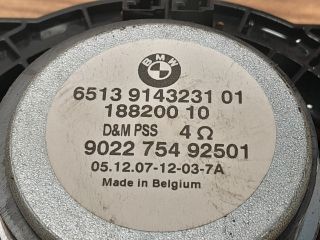 BMW
6513 9143231 01
188200 10
D&M PSS 4 Ω
9022 754 92501
05.12.07-12-03-7A
Made in Belgium